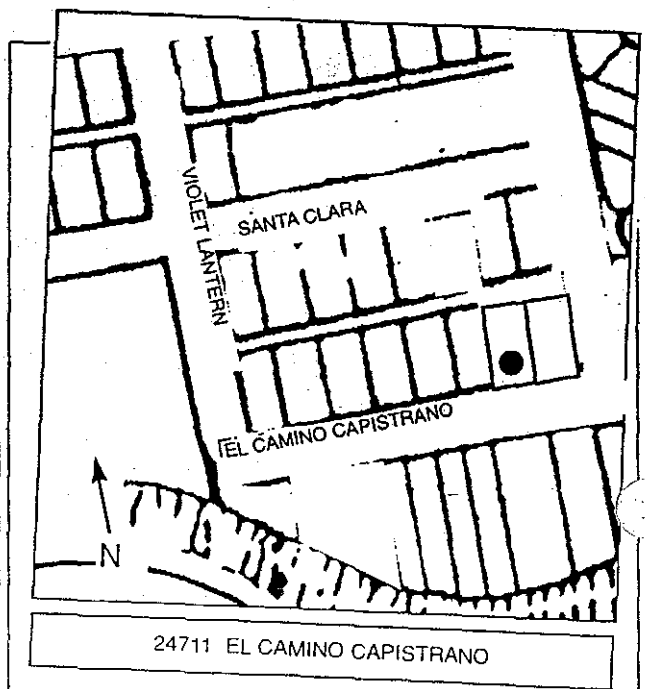 VIOLET LANTERN
SANTA CLARA
EL CAMINO CAPISTRANO
N
24711 EL CAMINO CAPISTRANO